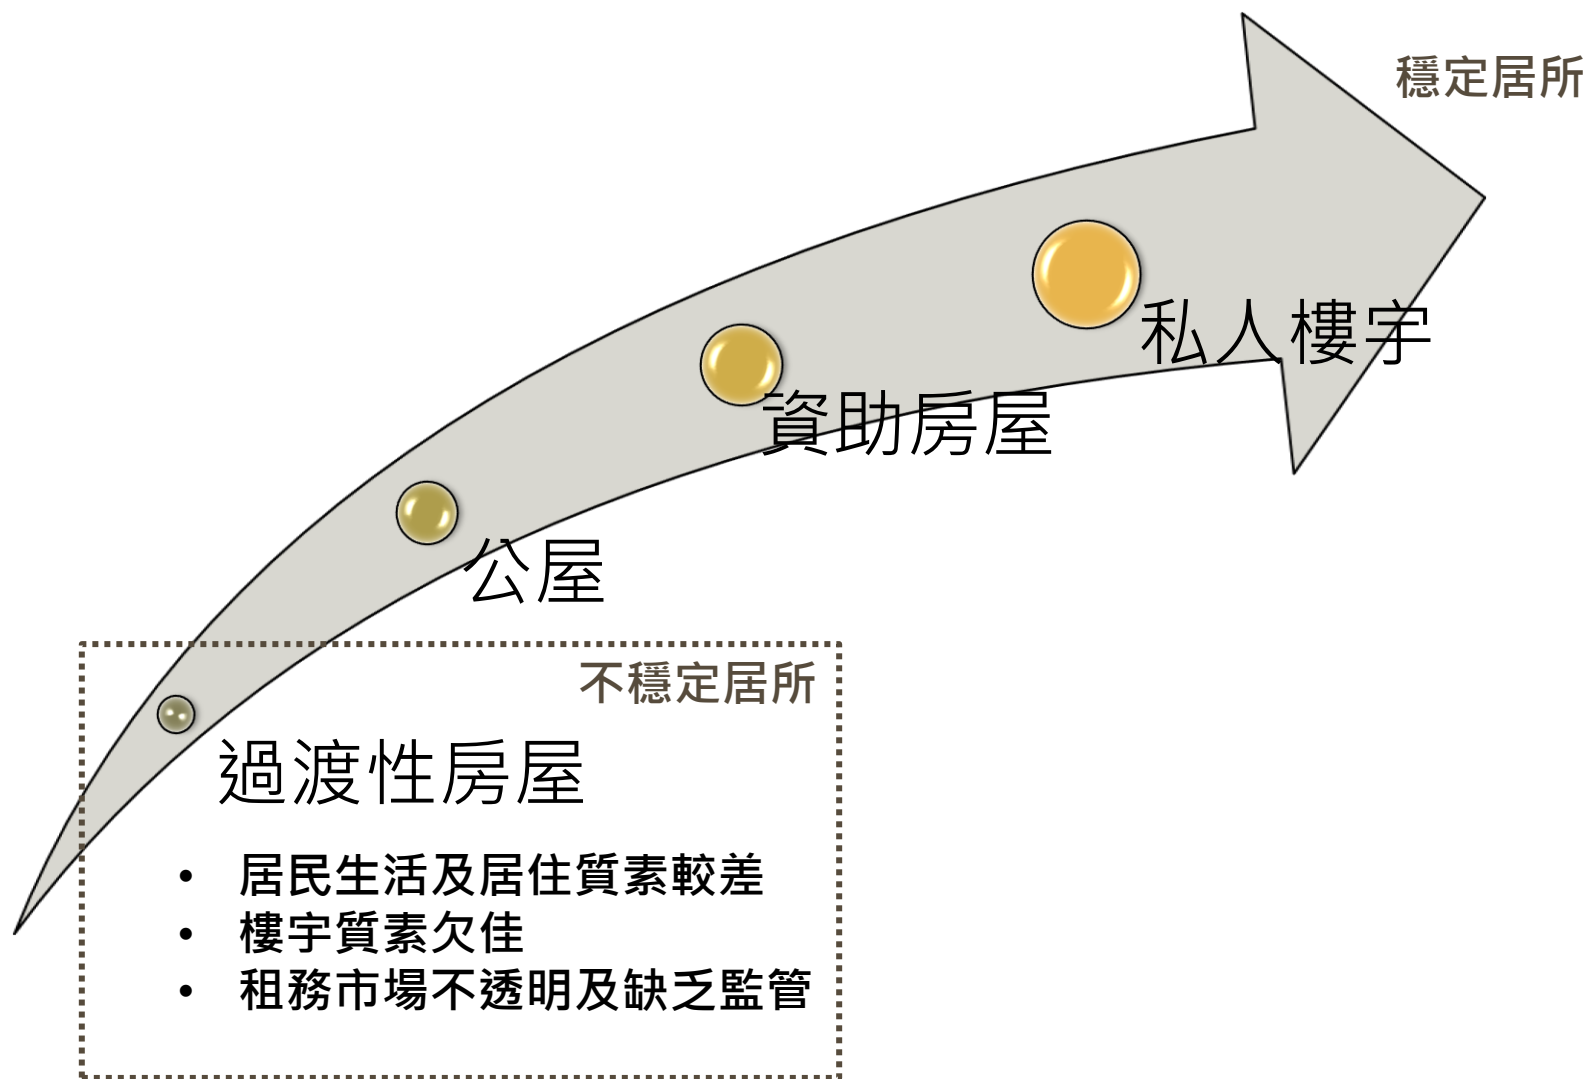 穩定居所
私人樓宇
資助房屋
公屋
不穩定居所
過渡性房屋
• 居民生活及居住質素較差
• 樓宇質素欠佳
• 租務市場不透明及缺乏監管